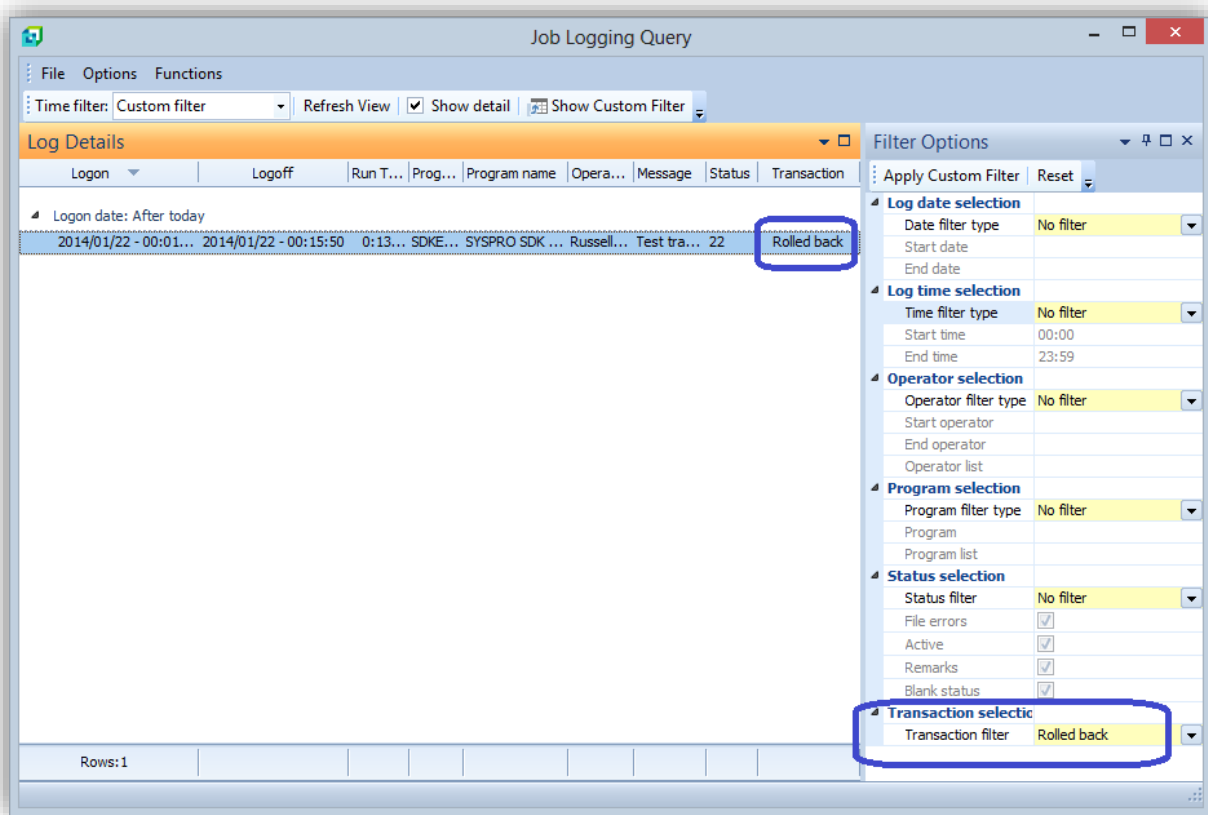 Job Logging Query
File Options Functions
Time filter: Custom filter Refresh View Show detail Show Custom Filter
Log Details
Logon Logoff Run T... Prog... Program name Opera... Message Status Transaction
Logon date: After today
2014/01/22 - 00:01... 2014/01/22 - 00:15:50 0:13... SDKE... SYSPRO SDK ... Russell... Test tra... 22 Rolled back
Rows:1
Filter Options
Apply Custom Filter Reset
Log date selection
Date filter type No filter
Start date
End date
Log time selection
Time filter type No filter
Start time 00:00
End time 23:59
Operator selection
Operator filter type No filter
Start operator
End operator
Operator list
Program selection
Program filter type No filter
Program
Program list
Status selection
Status filter No filter
File errors
Active
Remarks
Blank status
Transaction selectio
Transaction filter Rolled back